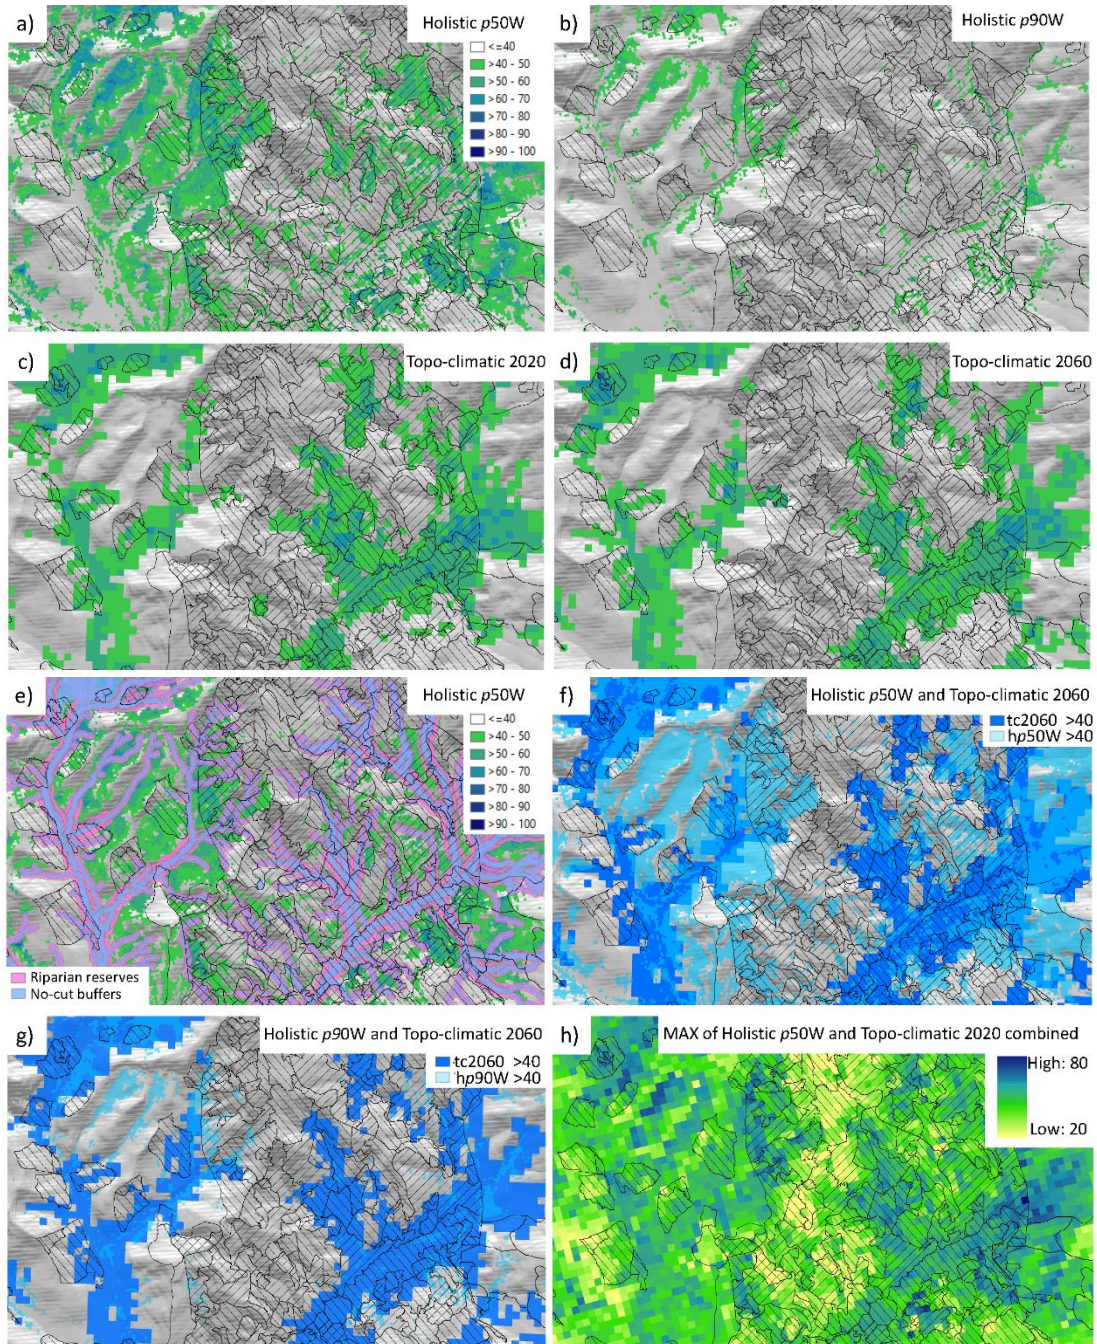 a)
Holistic p50W
<=40
>40 - 50
>50 - 60
>60 - 70
>70 - 80
>80 - 90
>90 - 100
b)
Holistic p90W
c)
Topo-climatic 2020
d)
Topo-climatic 2060
e)
Holistic p50W
<=40
>40 - 50
>50 - 60
>60 - 70
>70 - 80
>80 - 90
>90 - 100
Riparian reserves
No-cut buffers
f)
Holistic p50W and Topo-climatic 2060
tc2060 >40
hp50W >40
g)
Holistic p90W and Topo-climatic 2060
tc2060 >40
hp90W >40
h)
MAX of Holistic p50W and Topo-climatic 2020 combined
High: 80
Low: 20